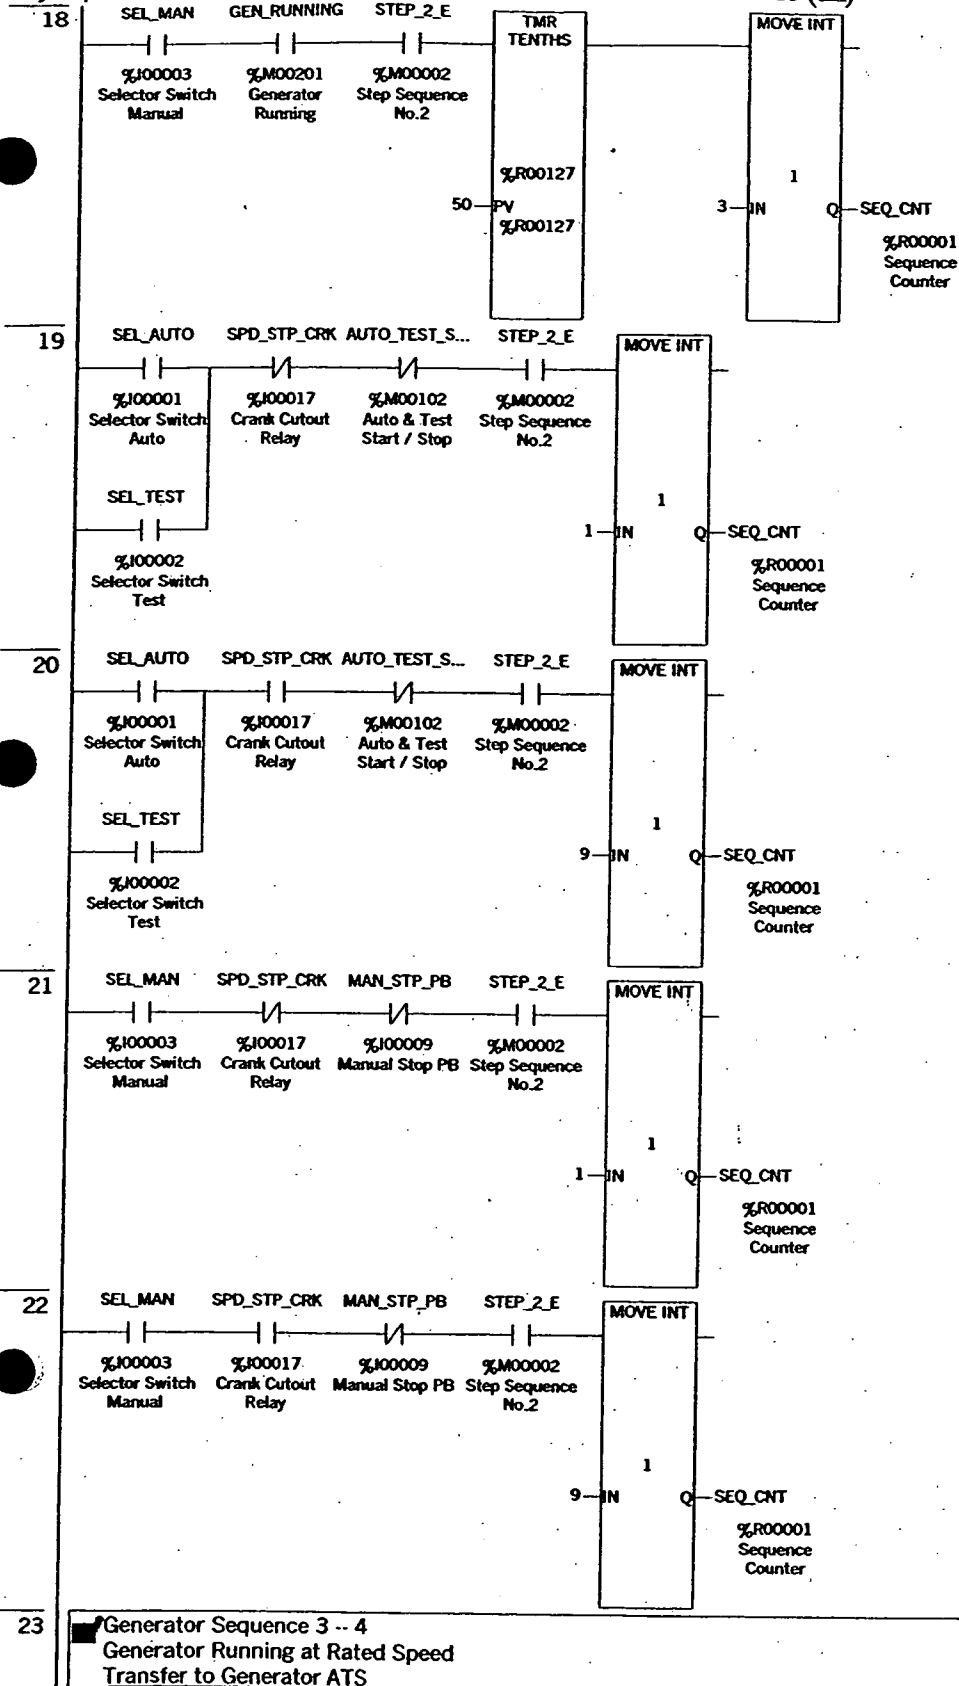 18
SEL_MAN GEN_RUNNING STEP_2_E
TMR TENTHS
MOVE INT
%I00003 %M00201 %M00002
Selector Switch Generator Step Sequence
Manual Running No.2
%R00127
1
50 PV
3 IN Q SEQ_CNT
%R00127
%R00001
Sequence
Counter
19
SEL_AUTO SPD_STP_CRK AUTO_TEST_S... STEP_2_E
MOVE INT
%I00001 %I00017 %M00102 %M00002
Selector Switch Crank Cutout Auto & Test Step Sequence
Auto Relay Start / Stop No.2
SEL_TEST
1
1 IN Q SEQ_CNT
%I00002
Selector Switch
Test
%R00001
Sequence
Counter
20
SEL_AUTO SPD_STP_CRK AUTO_TEST_S... STEP_2_E
MOVE INT
%I00001 %I00017 %M00102 %M00002
Selector Switch Crank Cutout Auto & Test Step Sequence
Auto Relay Start / Stop No.2
SEL_TEST
1
9 IN Q SEQ_CNT
%I00002
Selector Switch
Test
%R00001
Sequence
Counter
21
SEL_MAN SPD_STP_CRK MAN_STP_PB STEP_2_E
MOVE INT
%I00003 %I00017 %I00009 %M00002
Selector Switch Crank Cutout Manual Stop PB Step Sequence
Manual Relay No.2
1
1 IN Q SEQ_CNT
%R00001
Sequence
Counter
22
SEL_MAN SPD_STP_CRK MAN_STP_PB STEP_2_E
MOVE INT
%I00003 %I00017 %I00009 %M00002
Selector Switch Crank Cutout Manual Stop PB Step Sequence
Manual Relay No.2
1
9 IN Q SEQ_CNT
%R00001
Sequence
Counter
23
Generator Sequence 3 -- 4
Generator Running at Rated Speed
Transfer to Generator ATS